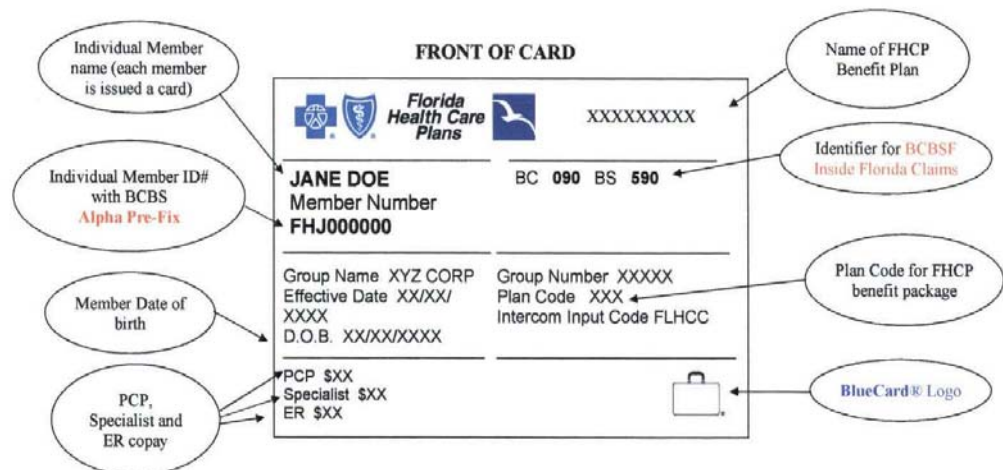 FRONT OF CARD
Individual Member
name (each member
is issued a card)
Name of FHCP
Benefit Plan
Florida
Health Care
Plans
XXXXXXXXX
Individual Member ID#
with BCBS
Alpha Pre-Fix
JANE DOE
Member Number
FHJ000000
BC 090 BS 590
Identifier for BCBSF
Inside Florida Claims
Member Date of
birth
Group Name XYZ CORP
Effective Date XX/XX/
XXXX
D.O.B. XX/XX/XXXX
Group Number XXXXX
Plan Code XXX
Intercom Input Code FLHCC
Plan Code for FHCP
benefit package
PCP,
Specialist and
ER copay
PCP $XX
Specialist $XX
ER $XX
BlueCard® Logo